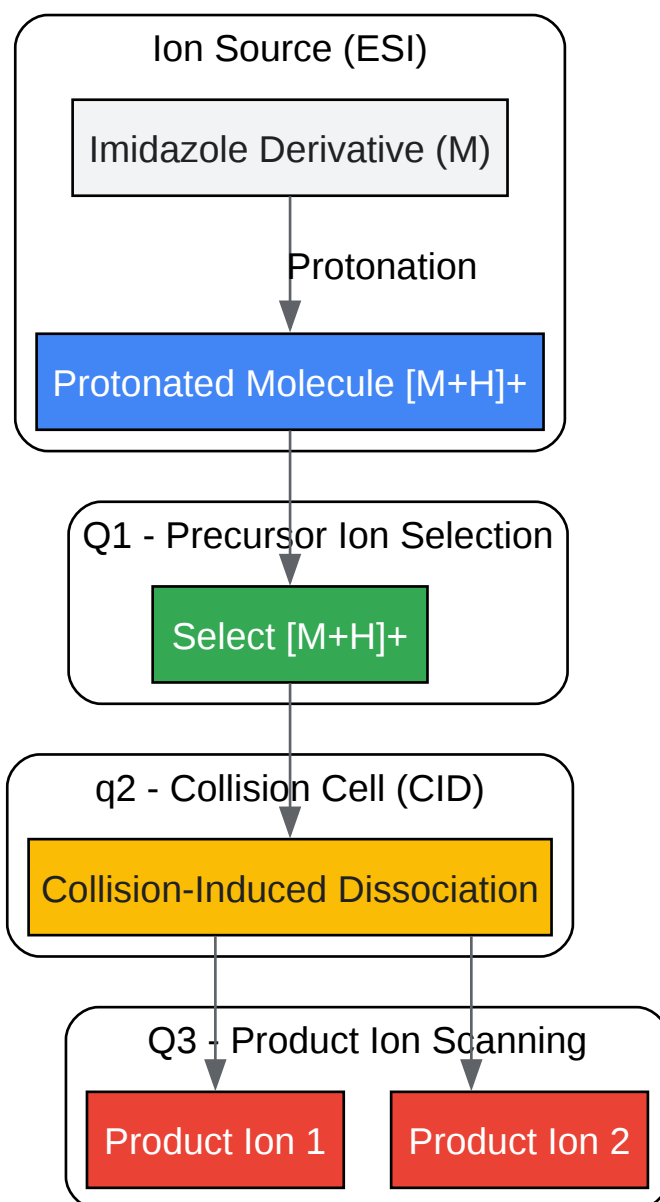 Ion Source (ESI)
Imidazole Derivative (M)
Protonation
Protonated Molecule [M+H]+
Q1 - Precursor Ion Selection
Select [M+H]+
q2 - Collision Cell (CID)
Collision-Induced Dissociation
Q3 - Product Ion Scanning
Product Ion 1
Product Ion 2